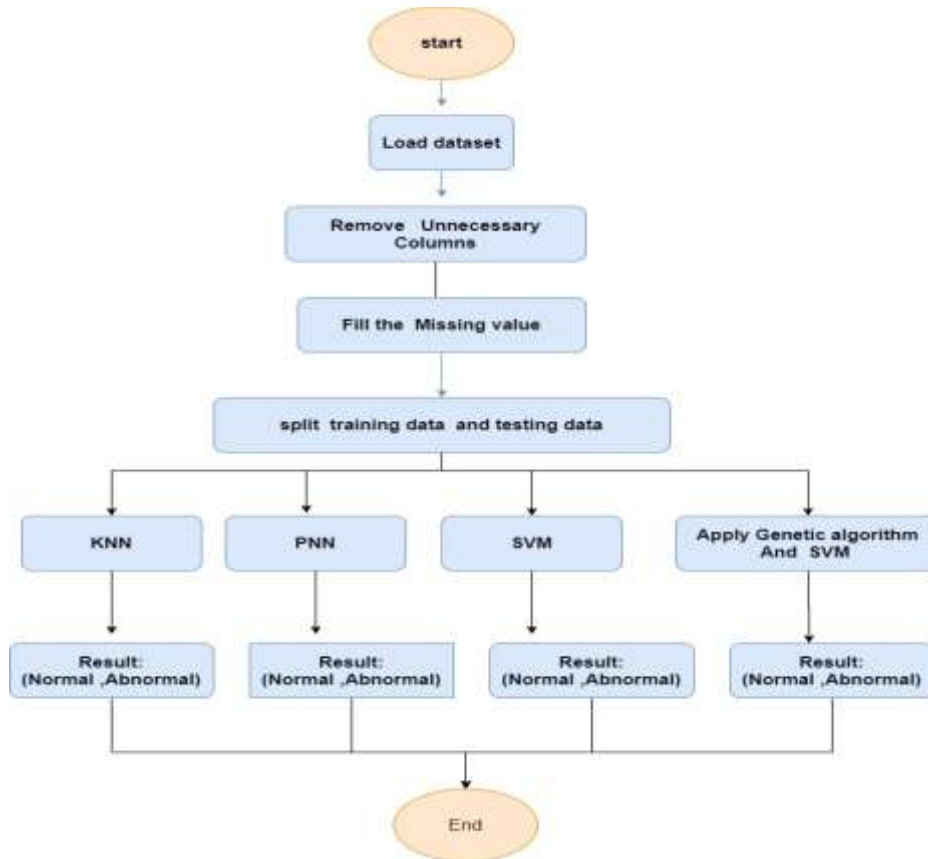 start
Load dataset
Remove Unnecessary
Columns
Fill the Missing value
split training data and testing data
KNN
PNN
SVM
Apply Genetic algorithm
And SVM
Result:
(Normal ,Abnormal)
Result:
(Normal ,Abnormal)
Result:
(Normal ,Abnormal)
Result:
(Normal ,Abnormal)
End